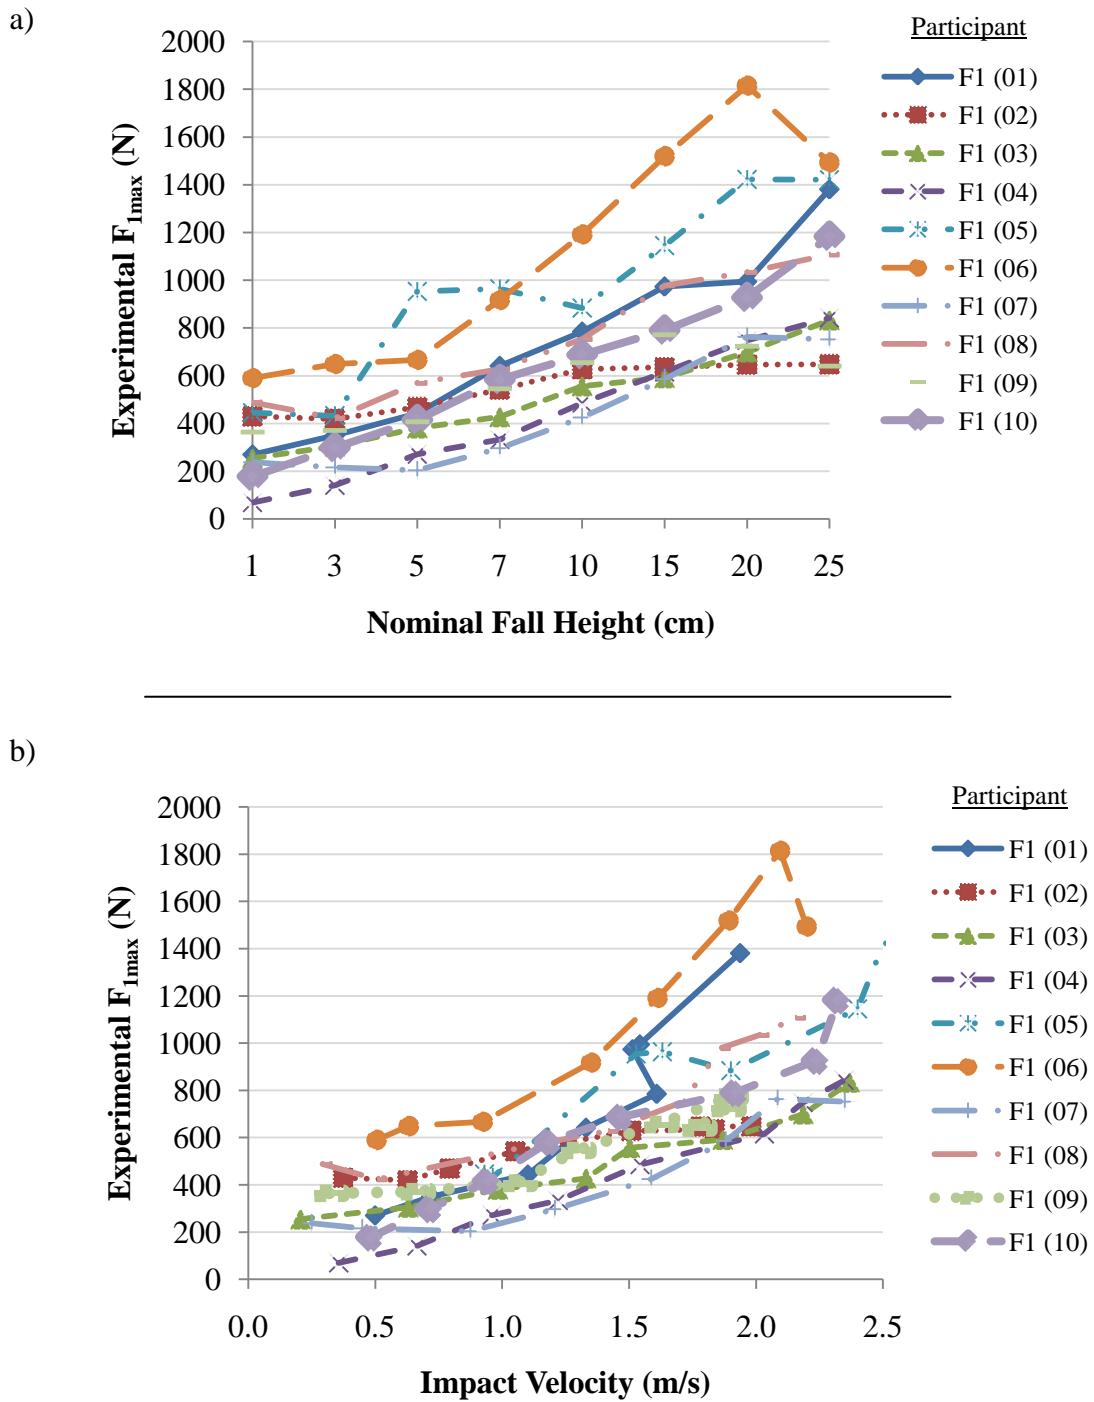 a)
Participant
2000
1800
1600
1400
1200
1000
800
600
400
200
0
Experimental F1max (N)
1 3 5 7 10 15 20 25
Nominal Fall Height (cm)
F1 (01)
F1 (02)
F1 (03)
F1 (04)
F1 (05)
F1 (06)
F1 (07)
F1 (08)
F1 (09)
F1 (10)
b)
Participant
2000
1800
1600
1400
1200
1000
800
600
400
200
0
Experimental F1max (N)
0.0 0.5 1.0 1.5 2.0 2.5
Impact Velocity (m/s)
F1 (01)
F1 (02)
F1 (03)
F1 (04)
F1 (05)
F1 (06)
F1 (07)
F1 (08)
F1 (09)
F1 (10)